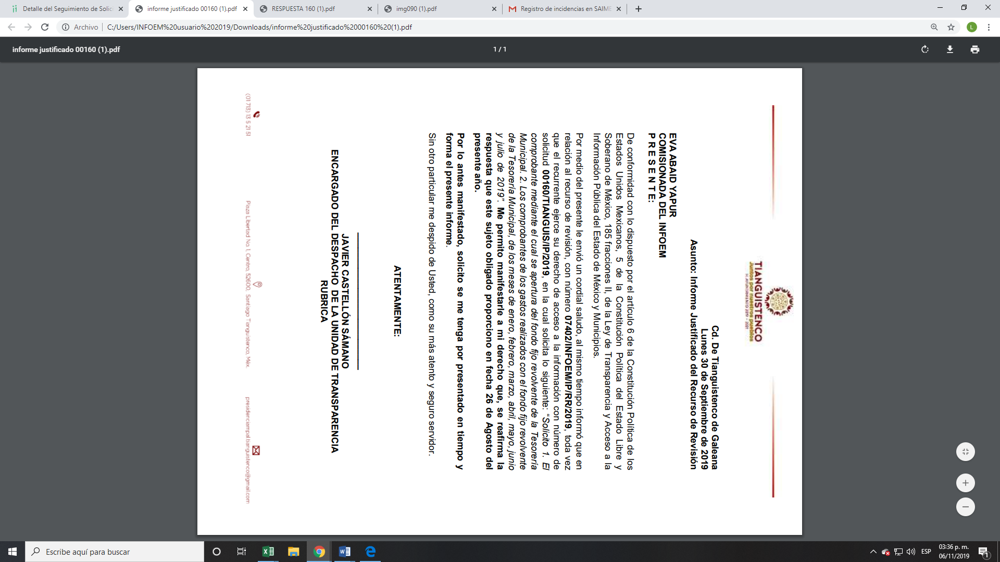 Detalle del Seguimiento de Solici
informe justificado 00160 (1).pdf
RESPUESTA 160 (1).pdf
img090 (1).pdf
Registro de incidencias en SAIME
Archivo
C:/Users/INFOEM%20usuario%202019/Downloads/informe%20justificado%2000160%20(1).pdf
L
informe justificado 00160 (1).pdf
1 / 1
TIANGUISTENCO
Juntos por nuestros pueblos
H. AYUNTAMIENTO 2019 - 2021
Cd. De Tianguistenco de Galeana
Lunes 30 de Septiembre de 2019
Asunto: Informe Justificado del Recurso de Revisión
EVA ABAID YAPUR
COMISIONADA DEL INFOEM
P R E S E N T E:
De conformidad con lo dispuesto por el artículo 6 de la Constitución Política de los
Estados Unidos Mexicanos, 5 de la Constitución Política del Estado Libre y
Soberano de México, 185 fracciones II, de la Ley de Transparencia y Acceso a la
Información Pública del Estado de México y Municipios.
Por medio del presente le envió un cordial saludo, al mismo tiempo informó que en
relación al recurso de revisión, con número 07402/INFOEM/IP/RR/2019, toda vez
que el recurrente ejerce su derecho de acceso a la información con número de
solicitud 00160/TIANGUIS/IP/2019, en la cual solicita lo siguiente: “Solicito 1. El
comprobante mediante el cual se apertura del fondo fijo revolvente de la Tesorería
Municipal. 2. Los comprobantes de los gastos realizados con el fondo fijo revolvente
de la Tesorería Municipal, de los meses de enero, febrero, marzo, abril, mayo, junio
y julio de 2019”. Me permito manifestarle a mi derecho que, se reafirma la
respuesta que este sujeto obligado proporciono en fecha 26 de Agosto del
presente año.
Por lo antes manifestado, solicito se me tenga por presentado en tiempo y
forma el presente informe.
Sin otro particular me despido de Usted, como su más atento y seguro servidor.
ATENTAMENTE:
JAVIER CASTELLÓN SÁMANO
ENCARGADO DEL DESPACHO DE LA UNIDAD DE TRANSPARENCIA
RUBRICA
(01 713) 13 5 21 51
Plaza Libertad No. 1, Centro, 52600, Santiago Tianguistenco, Méx.
presidenciampal.tianguistenco@gmail.com
Escribe aquí para buscar
ESP
03:36 p. m.
06/11/2019
1